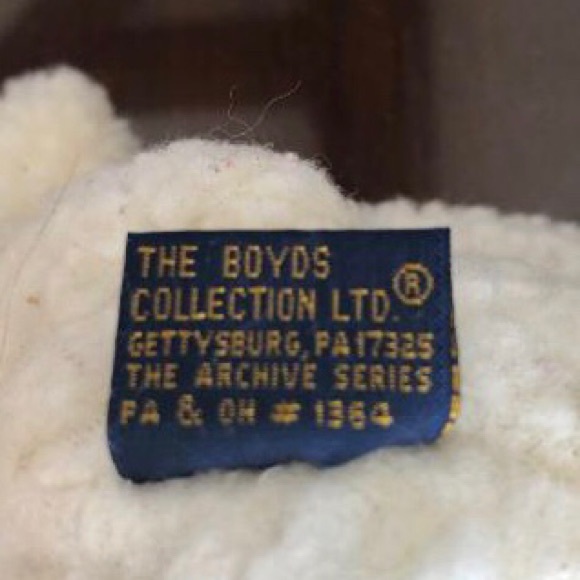 THE BOYDS
COLLECTION LTD.®
GETTYSBURG, PA 17325
THE ARCHIVE SERIES
PA & OH # 1364